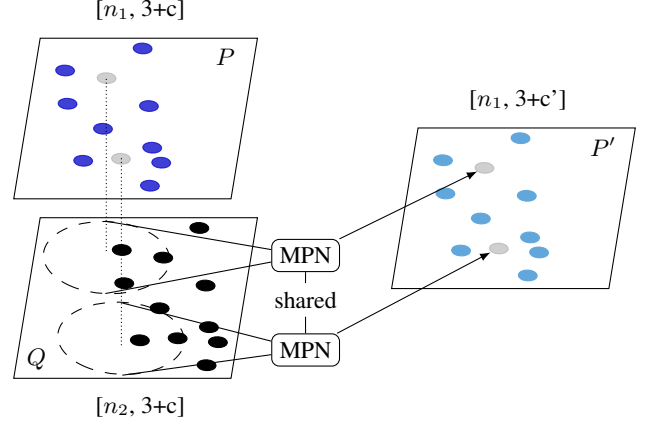 [n₁, 3+c]
P
[n₁, 3+c']
P′
MPN
shared
MPN
Q
[n₂, 3+c]